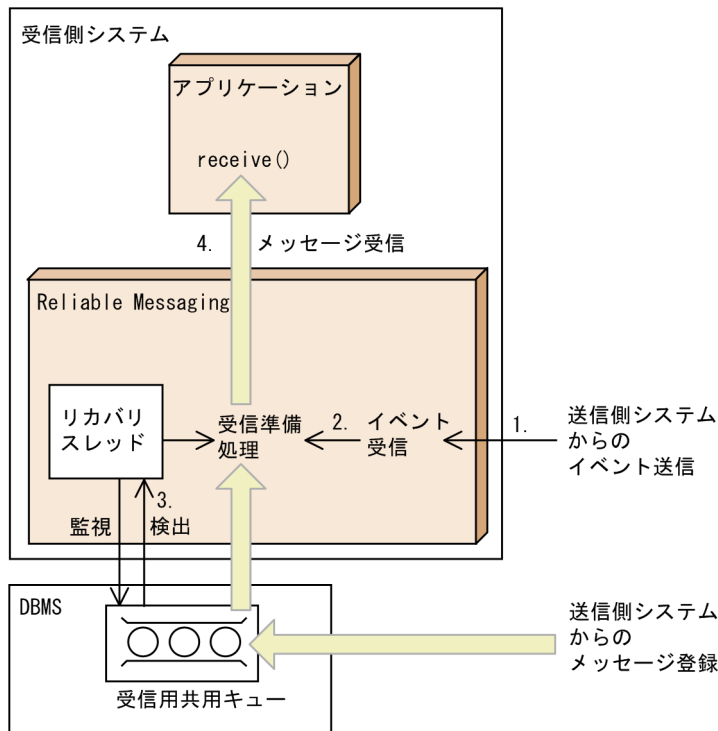 受信側システム
アプリケーション
receive()
4. メッセージ受信
Reliable Messaging
リカバリ
スレッド
受信準備
処理
2. イベント
受信
1.
送信側システム
からの
イベント送信
3.
監視
検出
DBMS
受信用共用キュー
送信側システム
からの
メッセージ登録